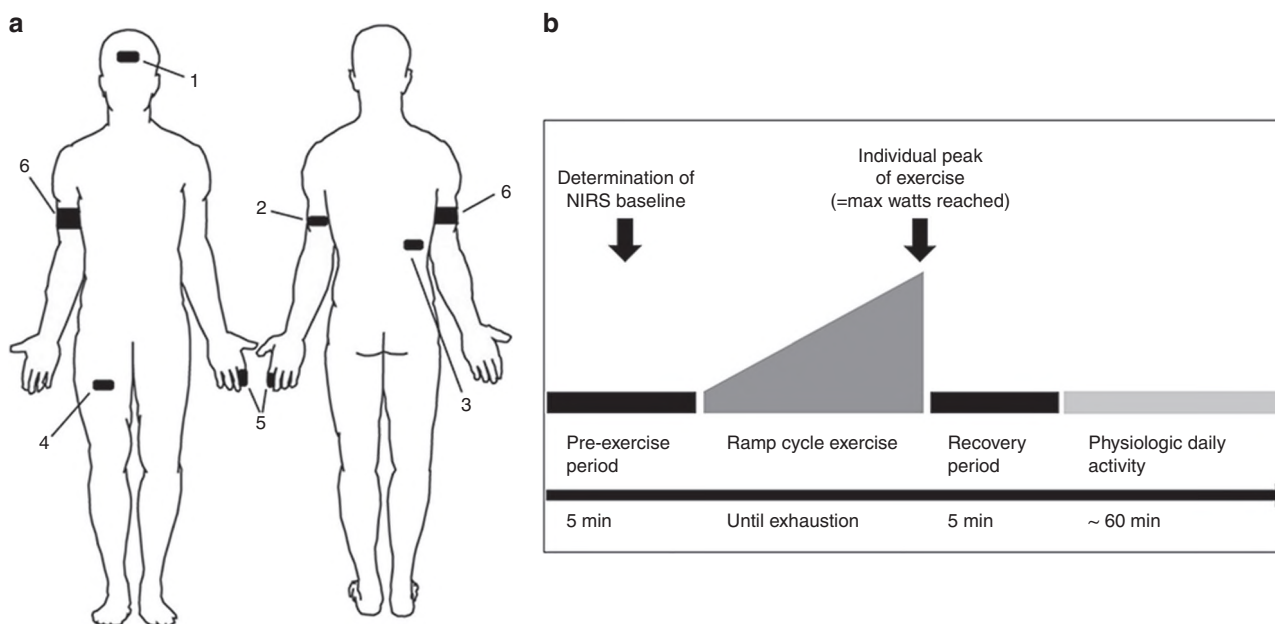 a
1
6
2
6
3
4
5
b
Determination of
NIRS baseline
Individual peak
of exercise
(=max watts reached)
Pre-exercise
period
Ramp cycle exercise
Recovery
period
Physiologic daily
activity
5 min
Until exhaustion
5 min
~ 60 min